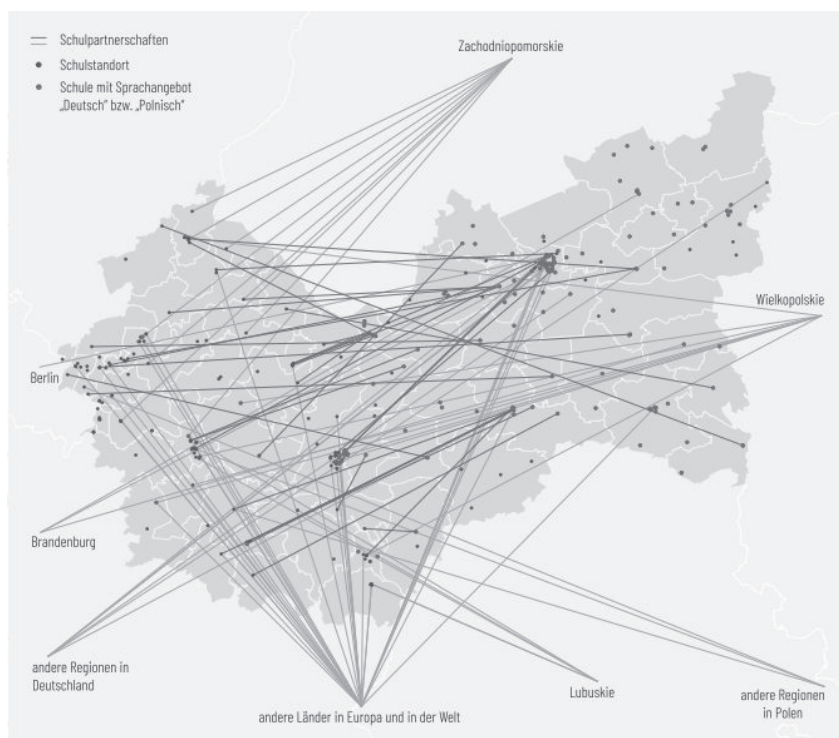 Schulpartnerschaften
Schulstandort
Schule mit Sprachangebot
„Deutsch" bzw. „Polnisch"
Zachodniopomorskie
Wielkopolskie
Berlin
Brandenburg
andere Regionen in
Deutschland
andere Länder in Europa und in der Welt
Lubuskie
andere Regionen
in Polen